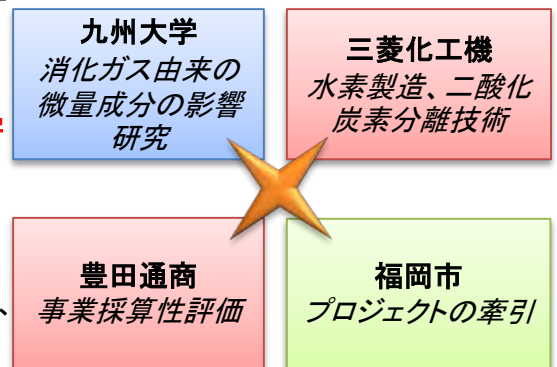 九州大学
消化ガス由来の
微量成分の影響
研究
三菱化工機
水素製造、二酸化
炭素分離技術
豊田通商
事業採算性評価
福岡市
プロジェクトの牽引
、